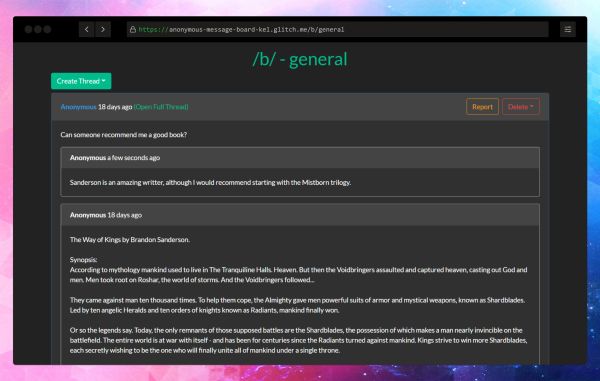 https://anonymous-message-board-kel.glitch.me/b/general
/b/ - general
Create Thread
Anonymous 18 days ago (Open Full Thread)
Report
Delete
Can someone recommend me a good book?
Anonymous a few seconds ago
Sanderson is an amazing writter, although I would recommend starting with the Mistborn trilogy.
Anonymous 18 days ago
The Way of Kings by Brandon Sanderson.
Synopsis:
According to mythology mankind used to live in The Tranquiline Halls. Heaven. But then the Voidbringers assaulted and captured heaven, casting out God and
men. Men took root on Roshar, the world of storms. And the Voidbringers followed...
They came against man ten thousand times. To help them cope, the Almighty gave men powerful suits of armor and mystical weapons, known as Shardblades.
Led by ten angelic Heralds and ten orders of knights known as Radiants, mankind finally won.
Or so the legends say. Today, the only remnants of those supposed battles are the Shardblades, the possession of which makes a man nearly invincible on the
battlefield. The entire world is at war with itself - and has been for centuries since the Radiants turned against mankind. Kings strive to win more Shardblades,
each secretly wishing to be the one who will finally unite all of mankind under a single throne.